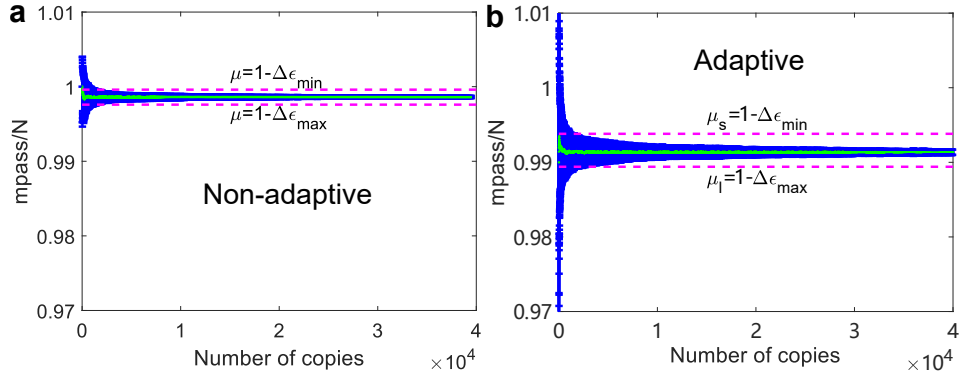 a
1.01
1
0.99
0.98
0.97
mpass/N
μ=1-Δϵmin
μ=1-Δϵmax
Non-adaptive
0 1 2 3 4
Number of copies
×10^4
b
1.01
1
0.99
0.98
0.97
mpass/N
Adaptive
μs=1-Δϵmin
μl=1-Δϵmax
0 1 2 3 4
Number of copies
×10^4